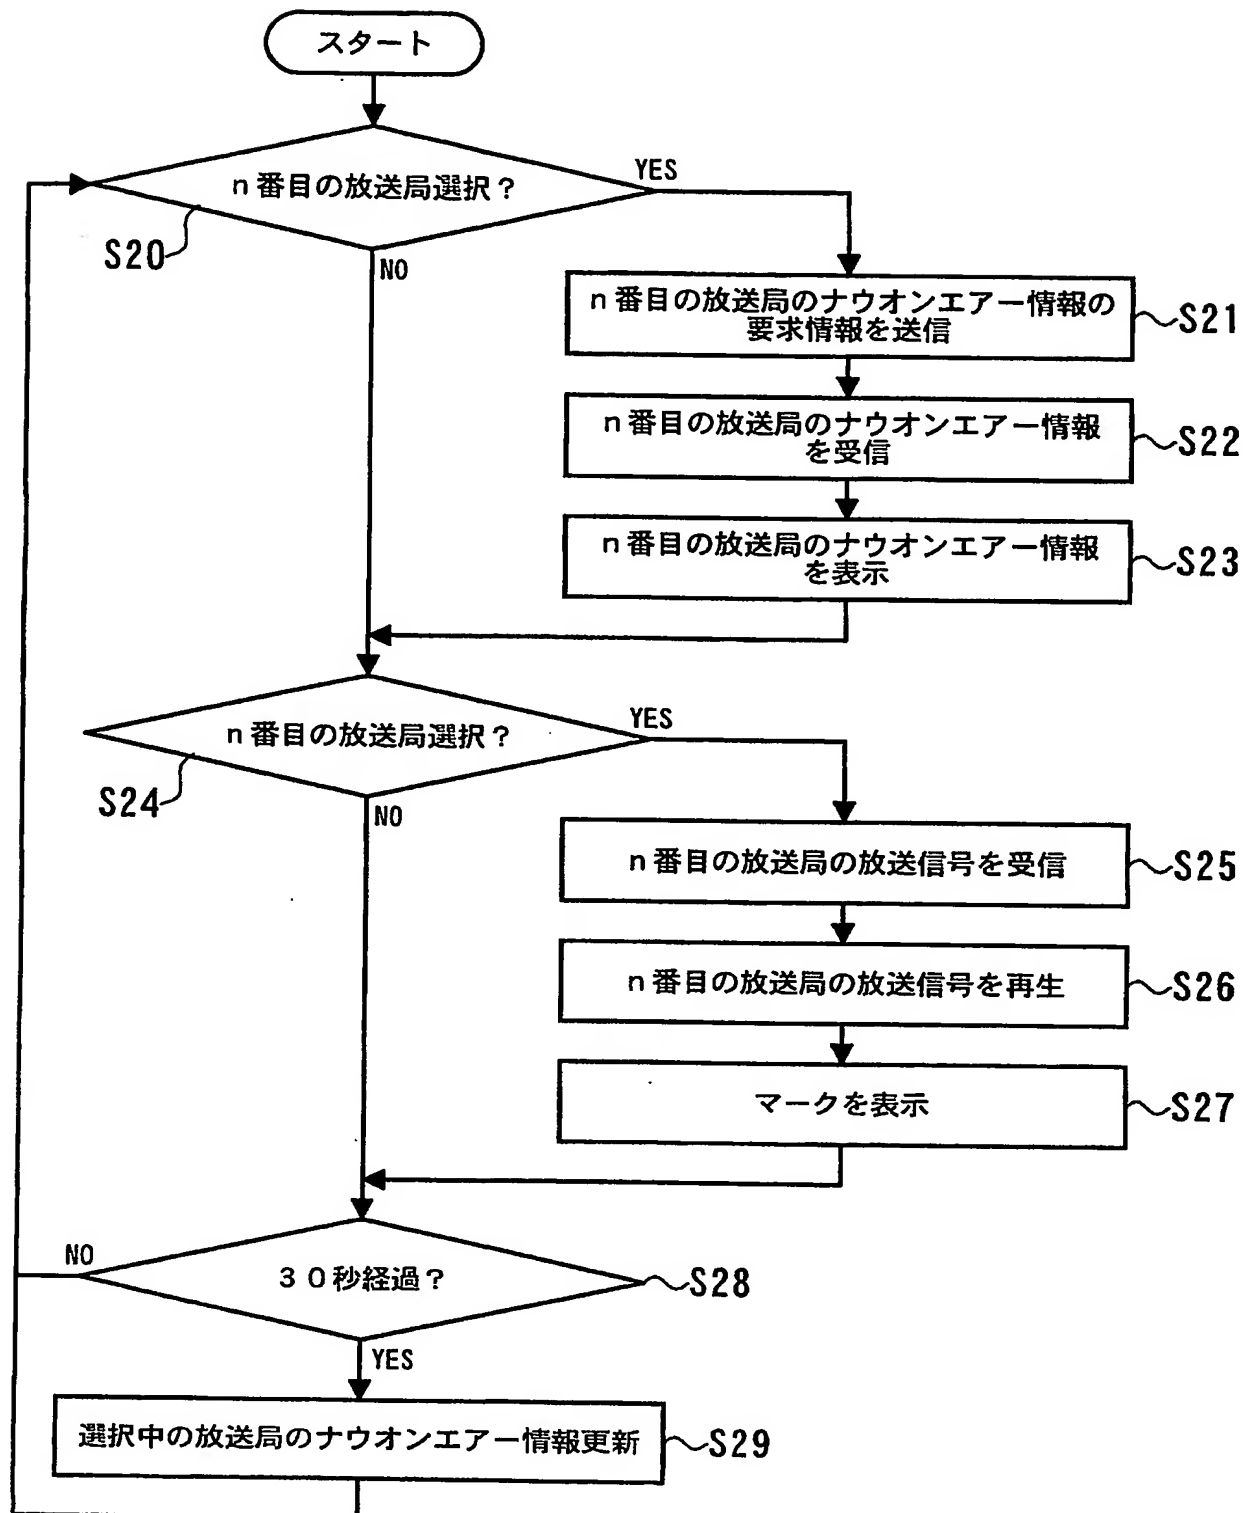 スタート
n番目の放送局選択？
YES
S20
NO
n番目の放送局のナウオンエアー情報の
要求情報を送信
S21
n番目の放送局のナウオンエアー情報
を受信
S22
n番目の放送局のナウオンエアー情報
を表示
S23
n番目の放送局選択？
YES
S24
NO
n番目の放送局の放送信号を受信
S25
n番目の放送局の放送信号を再生
S26
マークを表示
S27
NO
３０秒経過？
S28
YES
選択中の放送局のナウオンエアー情報更新
S29